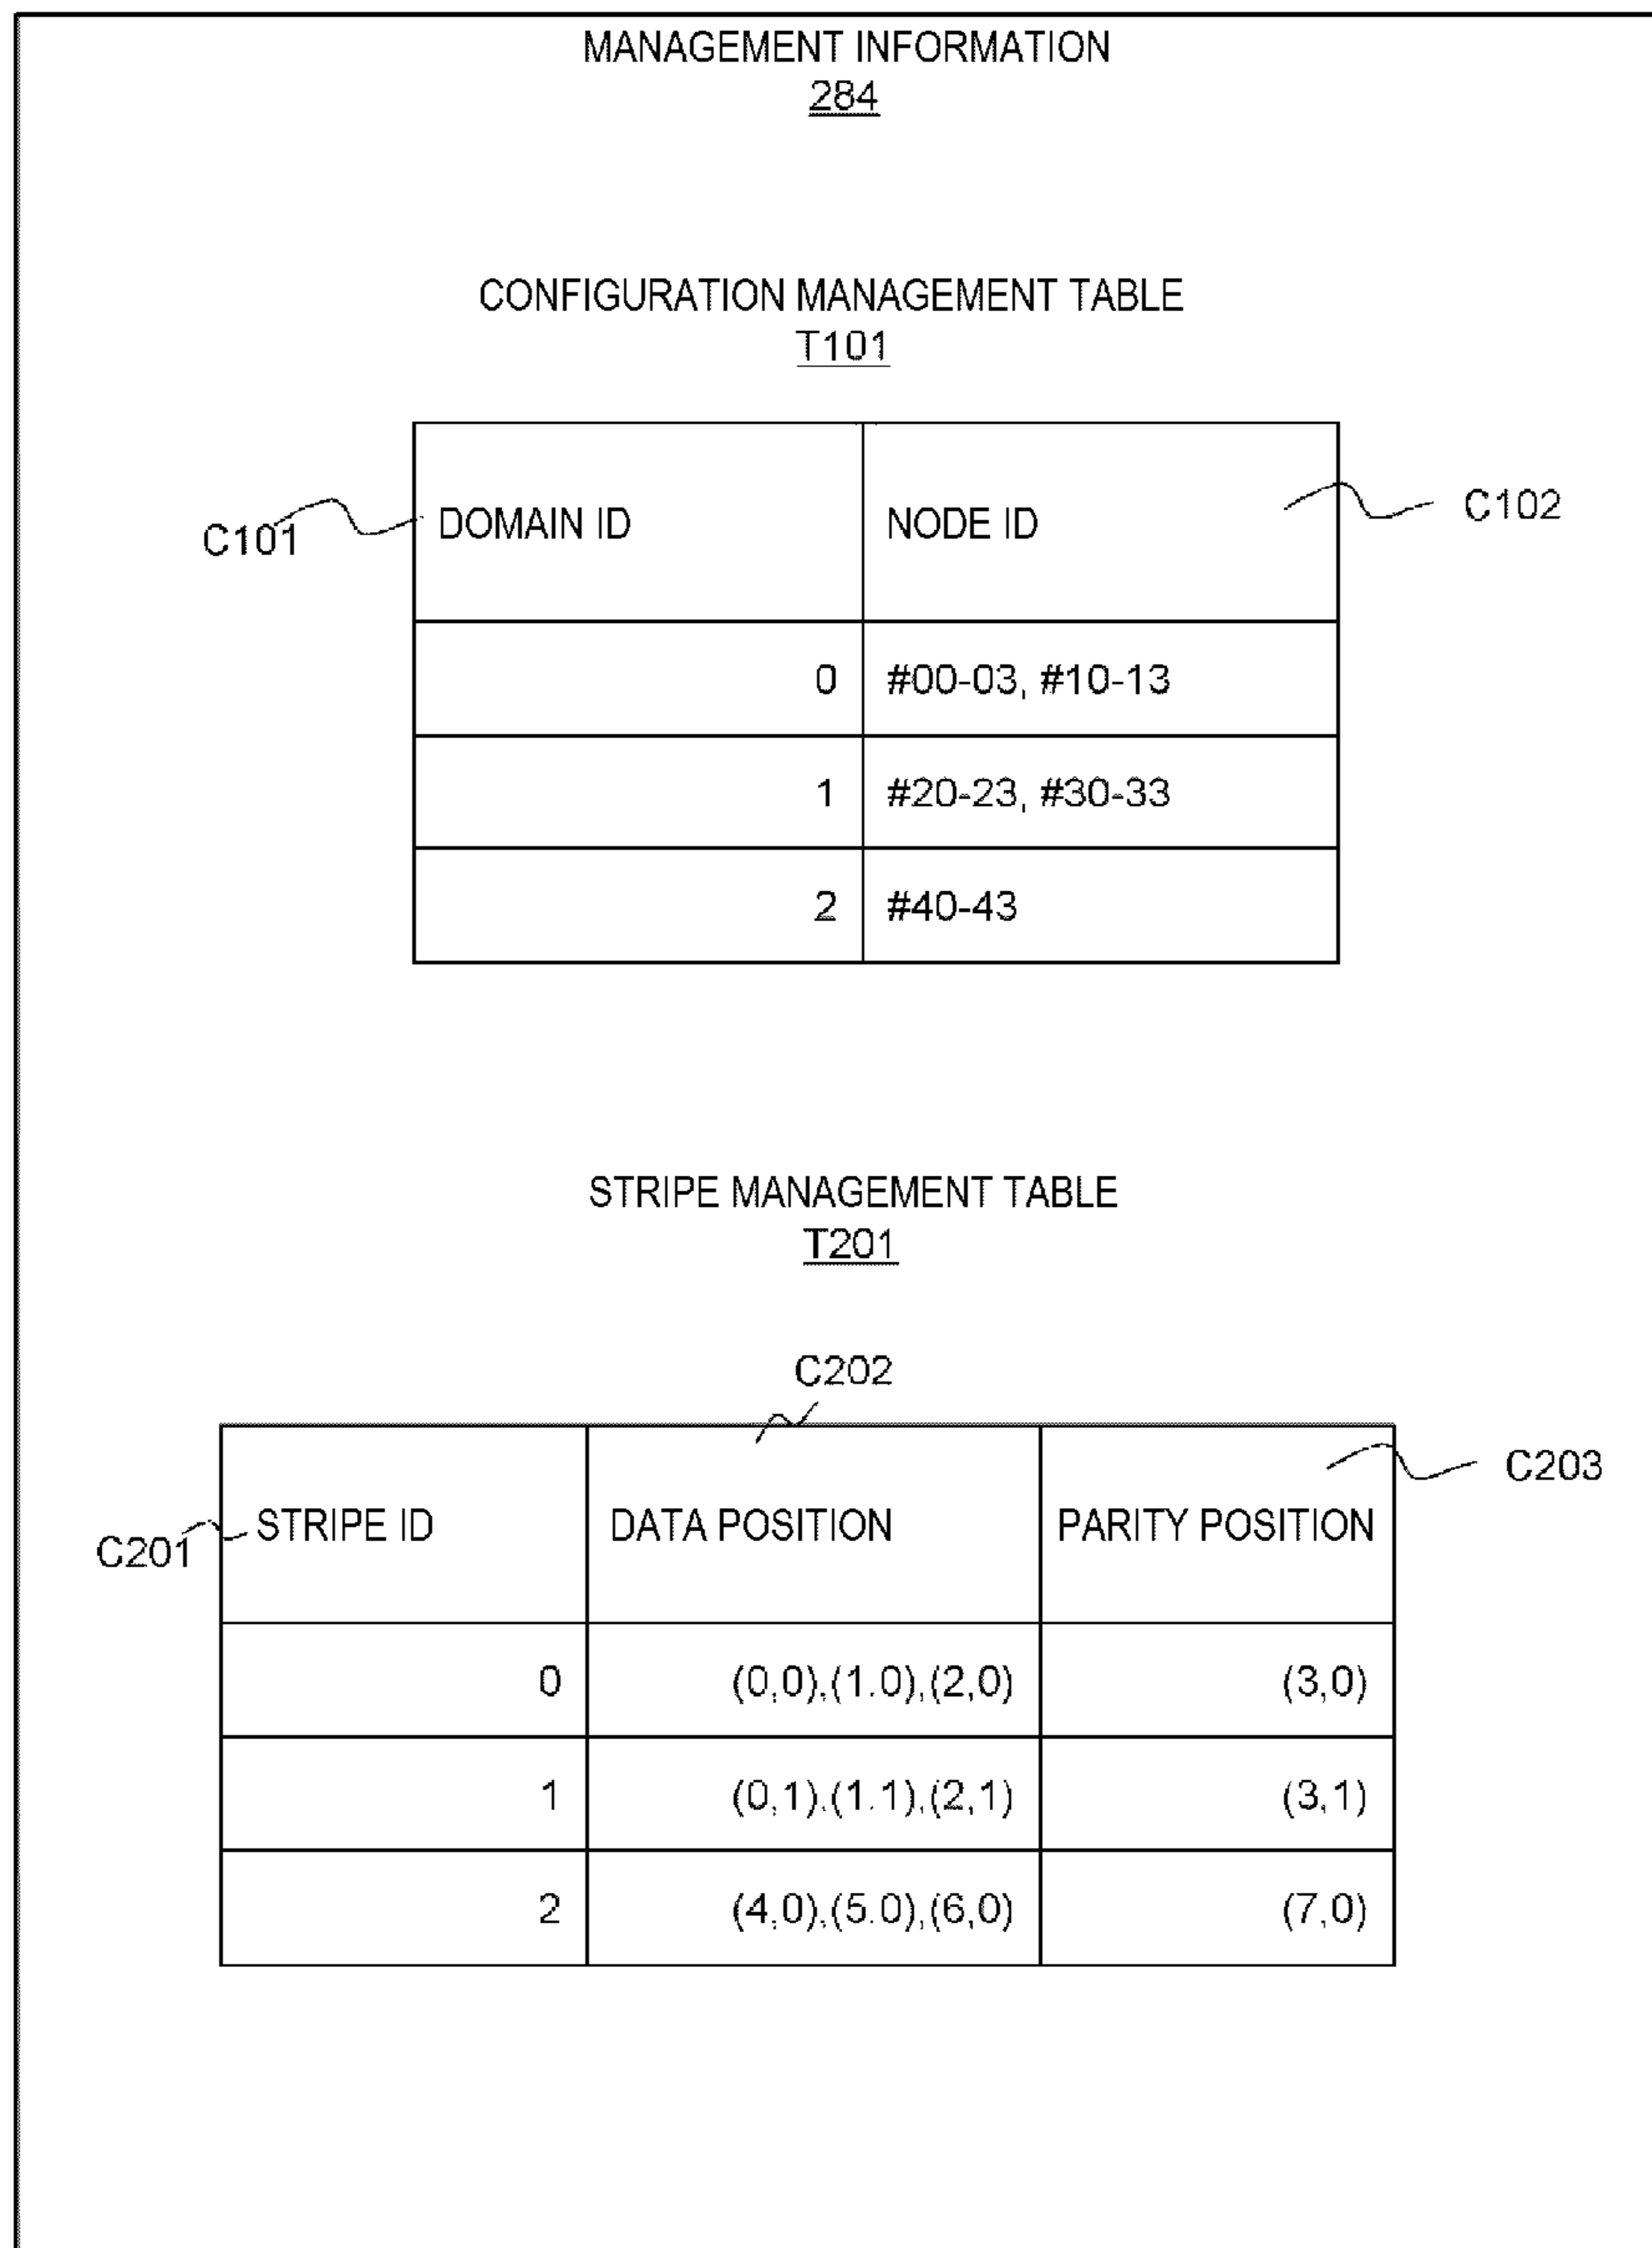 MANAGEMENT INFORMATION
284
CONFIGURATION MANAGEMENT TABLE
T101
C101
DOMAIN ID
NODE ID
C102
0 #00-03, #10-13
1 #20-23, #30-33
2 #40-43
STRIPE MANAGEMENT TABLE
T201
C202
C203
C201
STRIPE ID
DATA POSITION
PARITY POSITION
0 (0,0),(1.0),(2,0) (3,0)
1 (0,1).(1.1),(2,1) (3,1)
2 (4,0),(5.0),(6,0) (7,0)